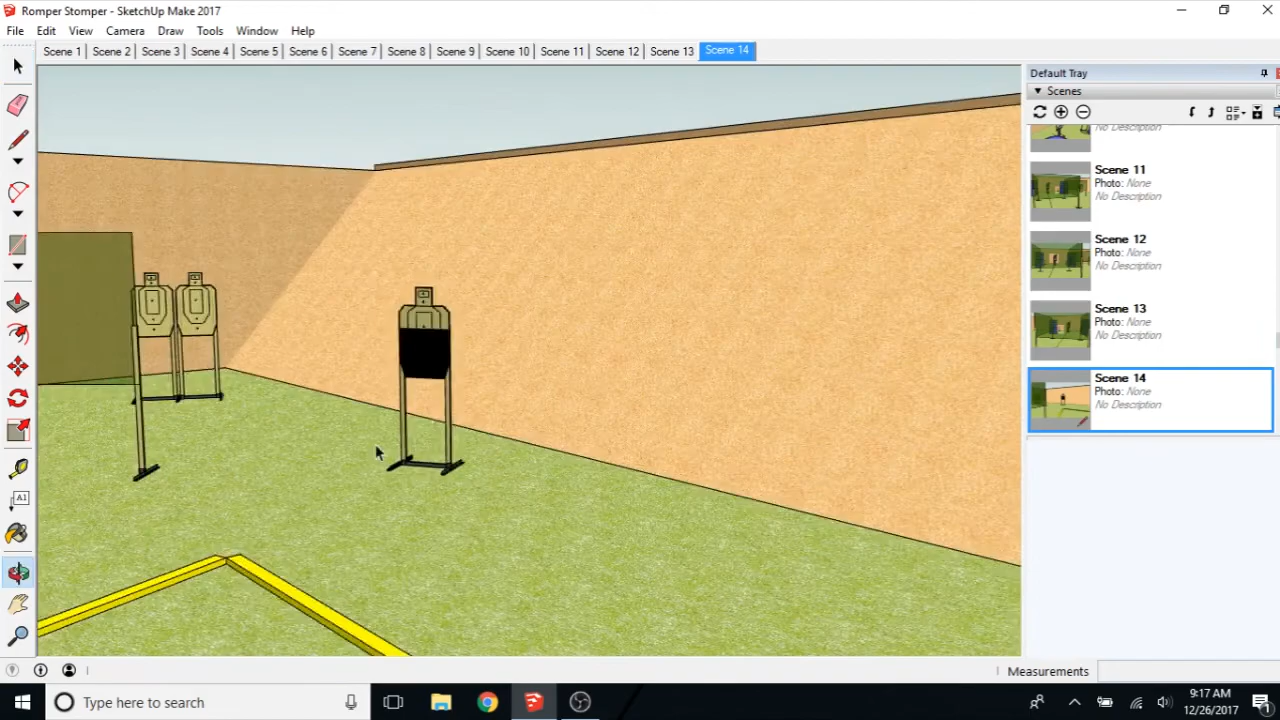 Romper Stomper - SketchUp Make 2017
File Edit View Camera Draw Tools Window Help
Scene 1 Scene 2 Scene 3 Scene 4 Scene 5 Scene 6 Scene 7 Scene 8 Scene 9 Scene 10 Scene 11 Scene 12 Scene 13 Scene 14
Default Tray
Scenes
No Description
Scene 11
Photo: None
No Description
Scene 12
Photo: None
No Description
Scene 13
Photo: None
No Description
Scene 14
Photo: None
No Description
A1
Measurements
Type here to search
9:17 AM
12/26/2017
1